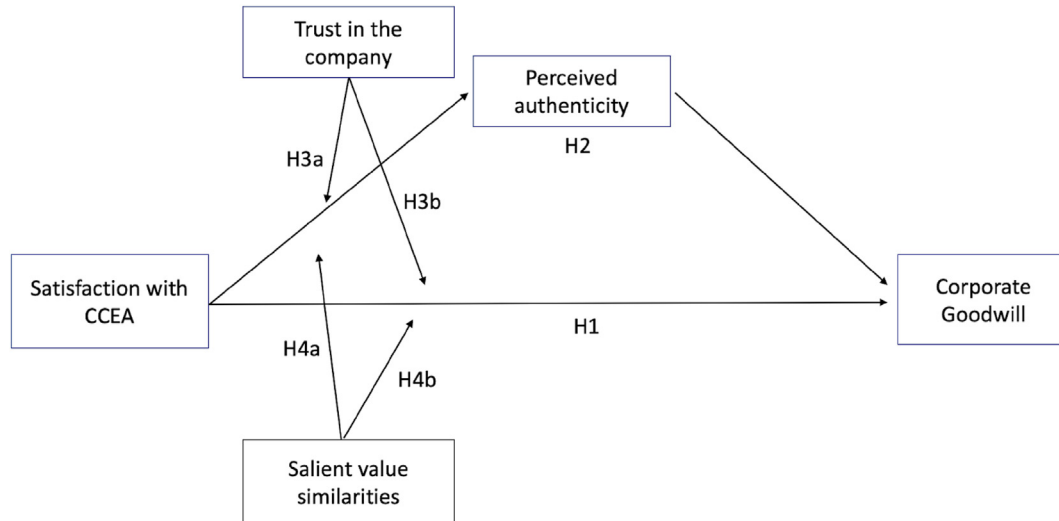 Trust in the
company
Perceived
authenticity
H2
H3a
H3b
Satisfaction with
CCEA
Corporate
Goodwill
H1
H4a
H4b
Salient value
similarities